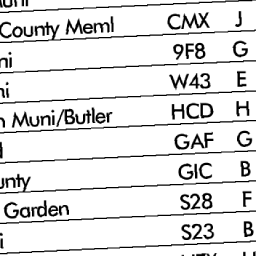 County Meml CMX J
ni 9F8 G
ni W43 E
n Muni/Butler HCD H
GAF G
unty GIC B
Garden S28 F
i S23 B